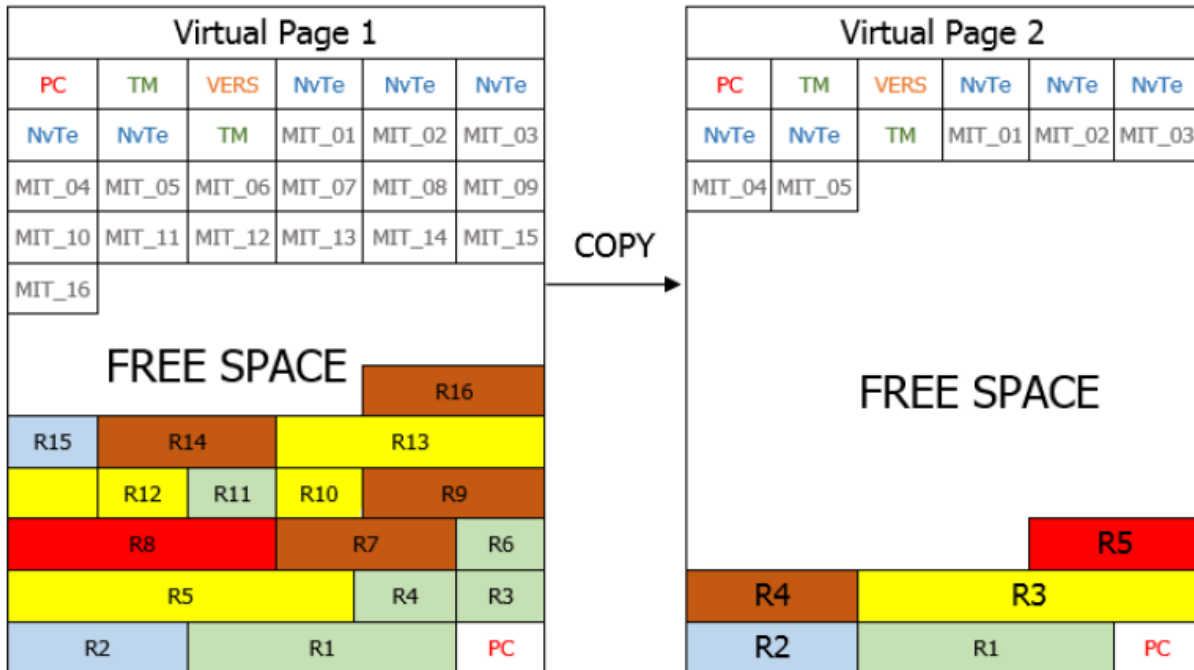 Virtual Page 1
PC TM VERS NvTe NvTe NvTe
NvTe NvTe TM MIT_01 MIT_02 MIT_03
MIT_04 MIT_05 MIT_06 MIT_07 MIT_08 MIT_09
MIT_10 MIT_11 MIT_12 MIT_13 MIT_14 MIT_15
MIT_16
FREE SPACE
R16
R15 R14 R13
R12 R11 R10 R9
R8 R7 R6
R5 R4 R3
R2 R1 PC
COPY
Virtual Page 2
PC TM VERS NvTe NvTe NvTe
NvTe NvTe TM MIT_01 MIT_02 MIT_03
MIT_04 MIT_05
FREE SPACE
R5
R4 R3
R2 R1 PC